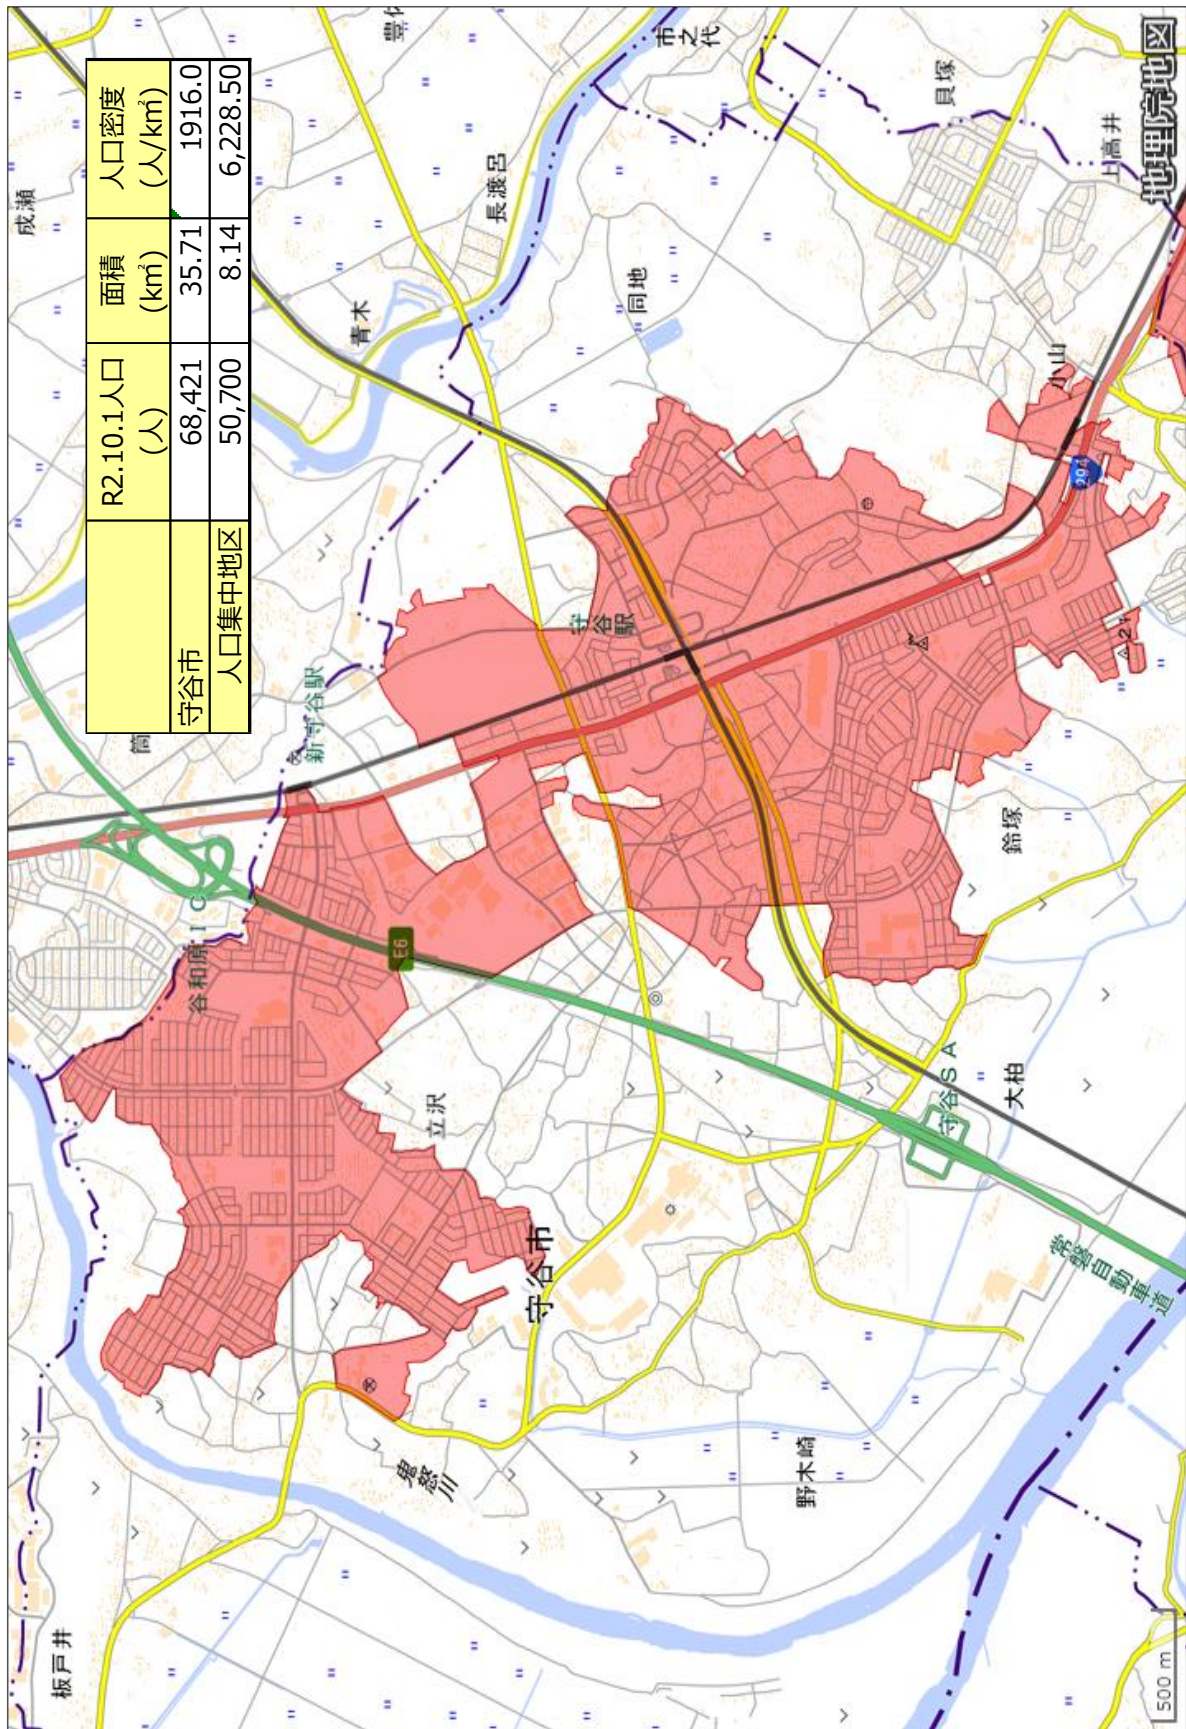 R2.10.1人口
(人)
面積
(k㎡)
人口密度
(人/k㎡)
守谷市 68,421 35.71 1916.0
人口集中地区 50,700 8.14 6,228.50
成瀬
青木
長渡呂
市之代
同地
貝塚
上高井
小山
294
筒
新守谷駅
守谷駅
谷和原IC
E6
立沢
守谷市
鈴塚
守谷SA
大柏
常磐自動車道
鬼怒川
野木崎
板戸井
500 m
地理院地図